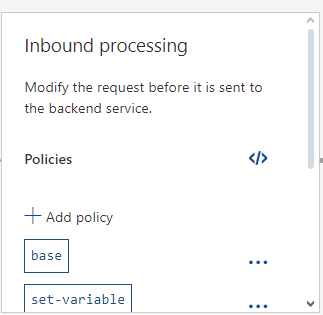 Inbound processing
Modify the request before it is sent to
the backend service.
Policies </>
+ Add policy
base ...
set-variable ...